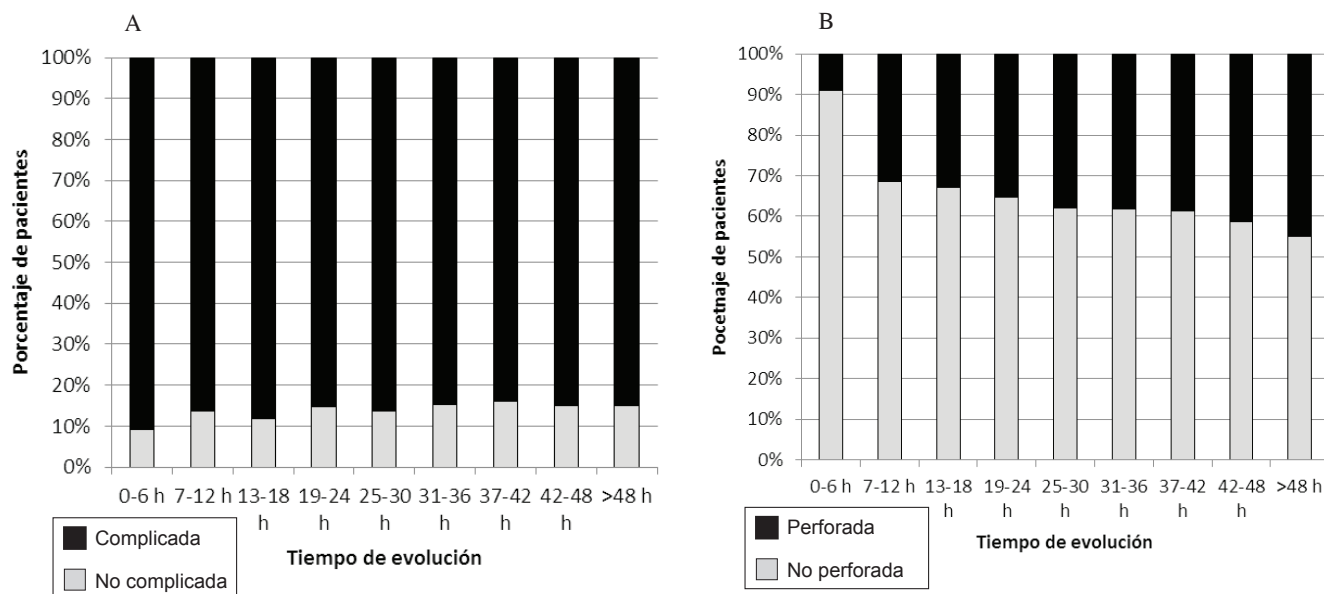 A
100%
90%
80%
70%
60%
50%
40%
30%
20%
10%
0%
Porcentaje de pacientes
0-6 h 7-12 h 13-18 h 19-24 h 25-30 h 31-36 h 37-42 h 42-48 h >48 h
Tiempo de evolución
Complicada
No complicada
B
100%
90%
80%
70%
60%
50%
40%
30%
20%
10%
0%
Pocetnaje de pacientes
0-6 h 7-12 h 13-18 h 19-24 h 25-30 h 31-36 h 37-42 h 42-48 h >48 h
Tiempo de evolución
Perforada
No perforada